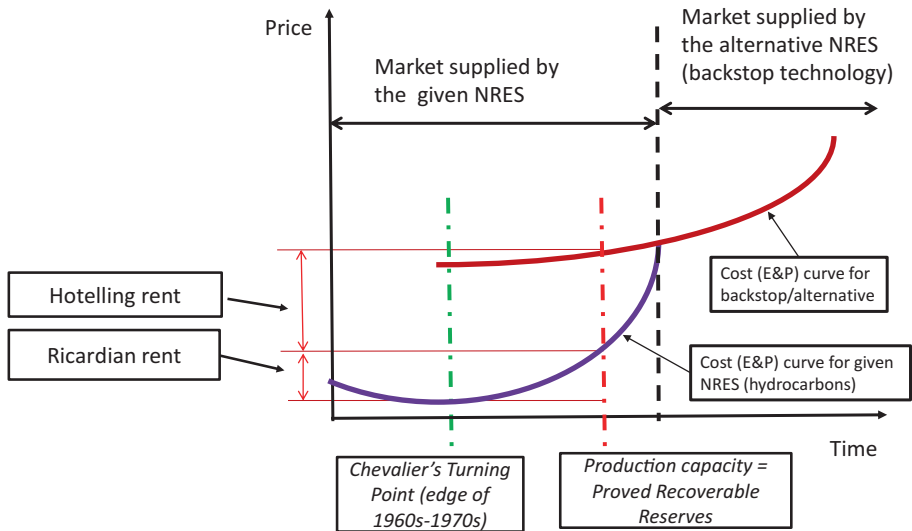 Price
Market supplied by
the given NRES
Market supplied by
the alternative NRES
(backstop technology)
Hotelling rent
Ricardian rent
Cost (E&P) curve for
backstop/alternative
Cost (E&P) curve for given
NRES (hydrocarbons)
Time
Chevalier's Turning
Point (edge of
1960s-1970s)
Production capacity =
Proved Recoverable
Reserves